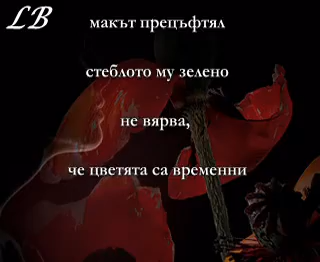 LB
макът прецъфтял
стеблото му зелено
не вярва,
че цветята са временни